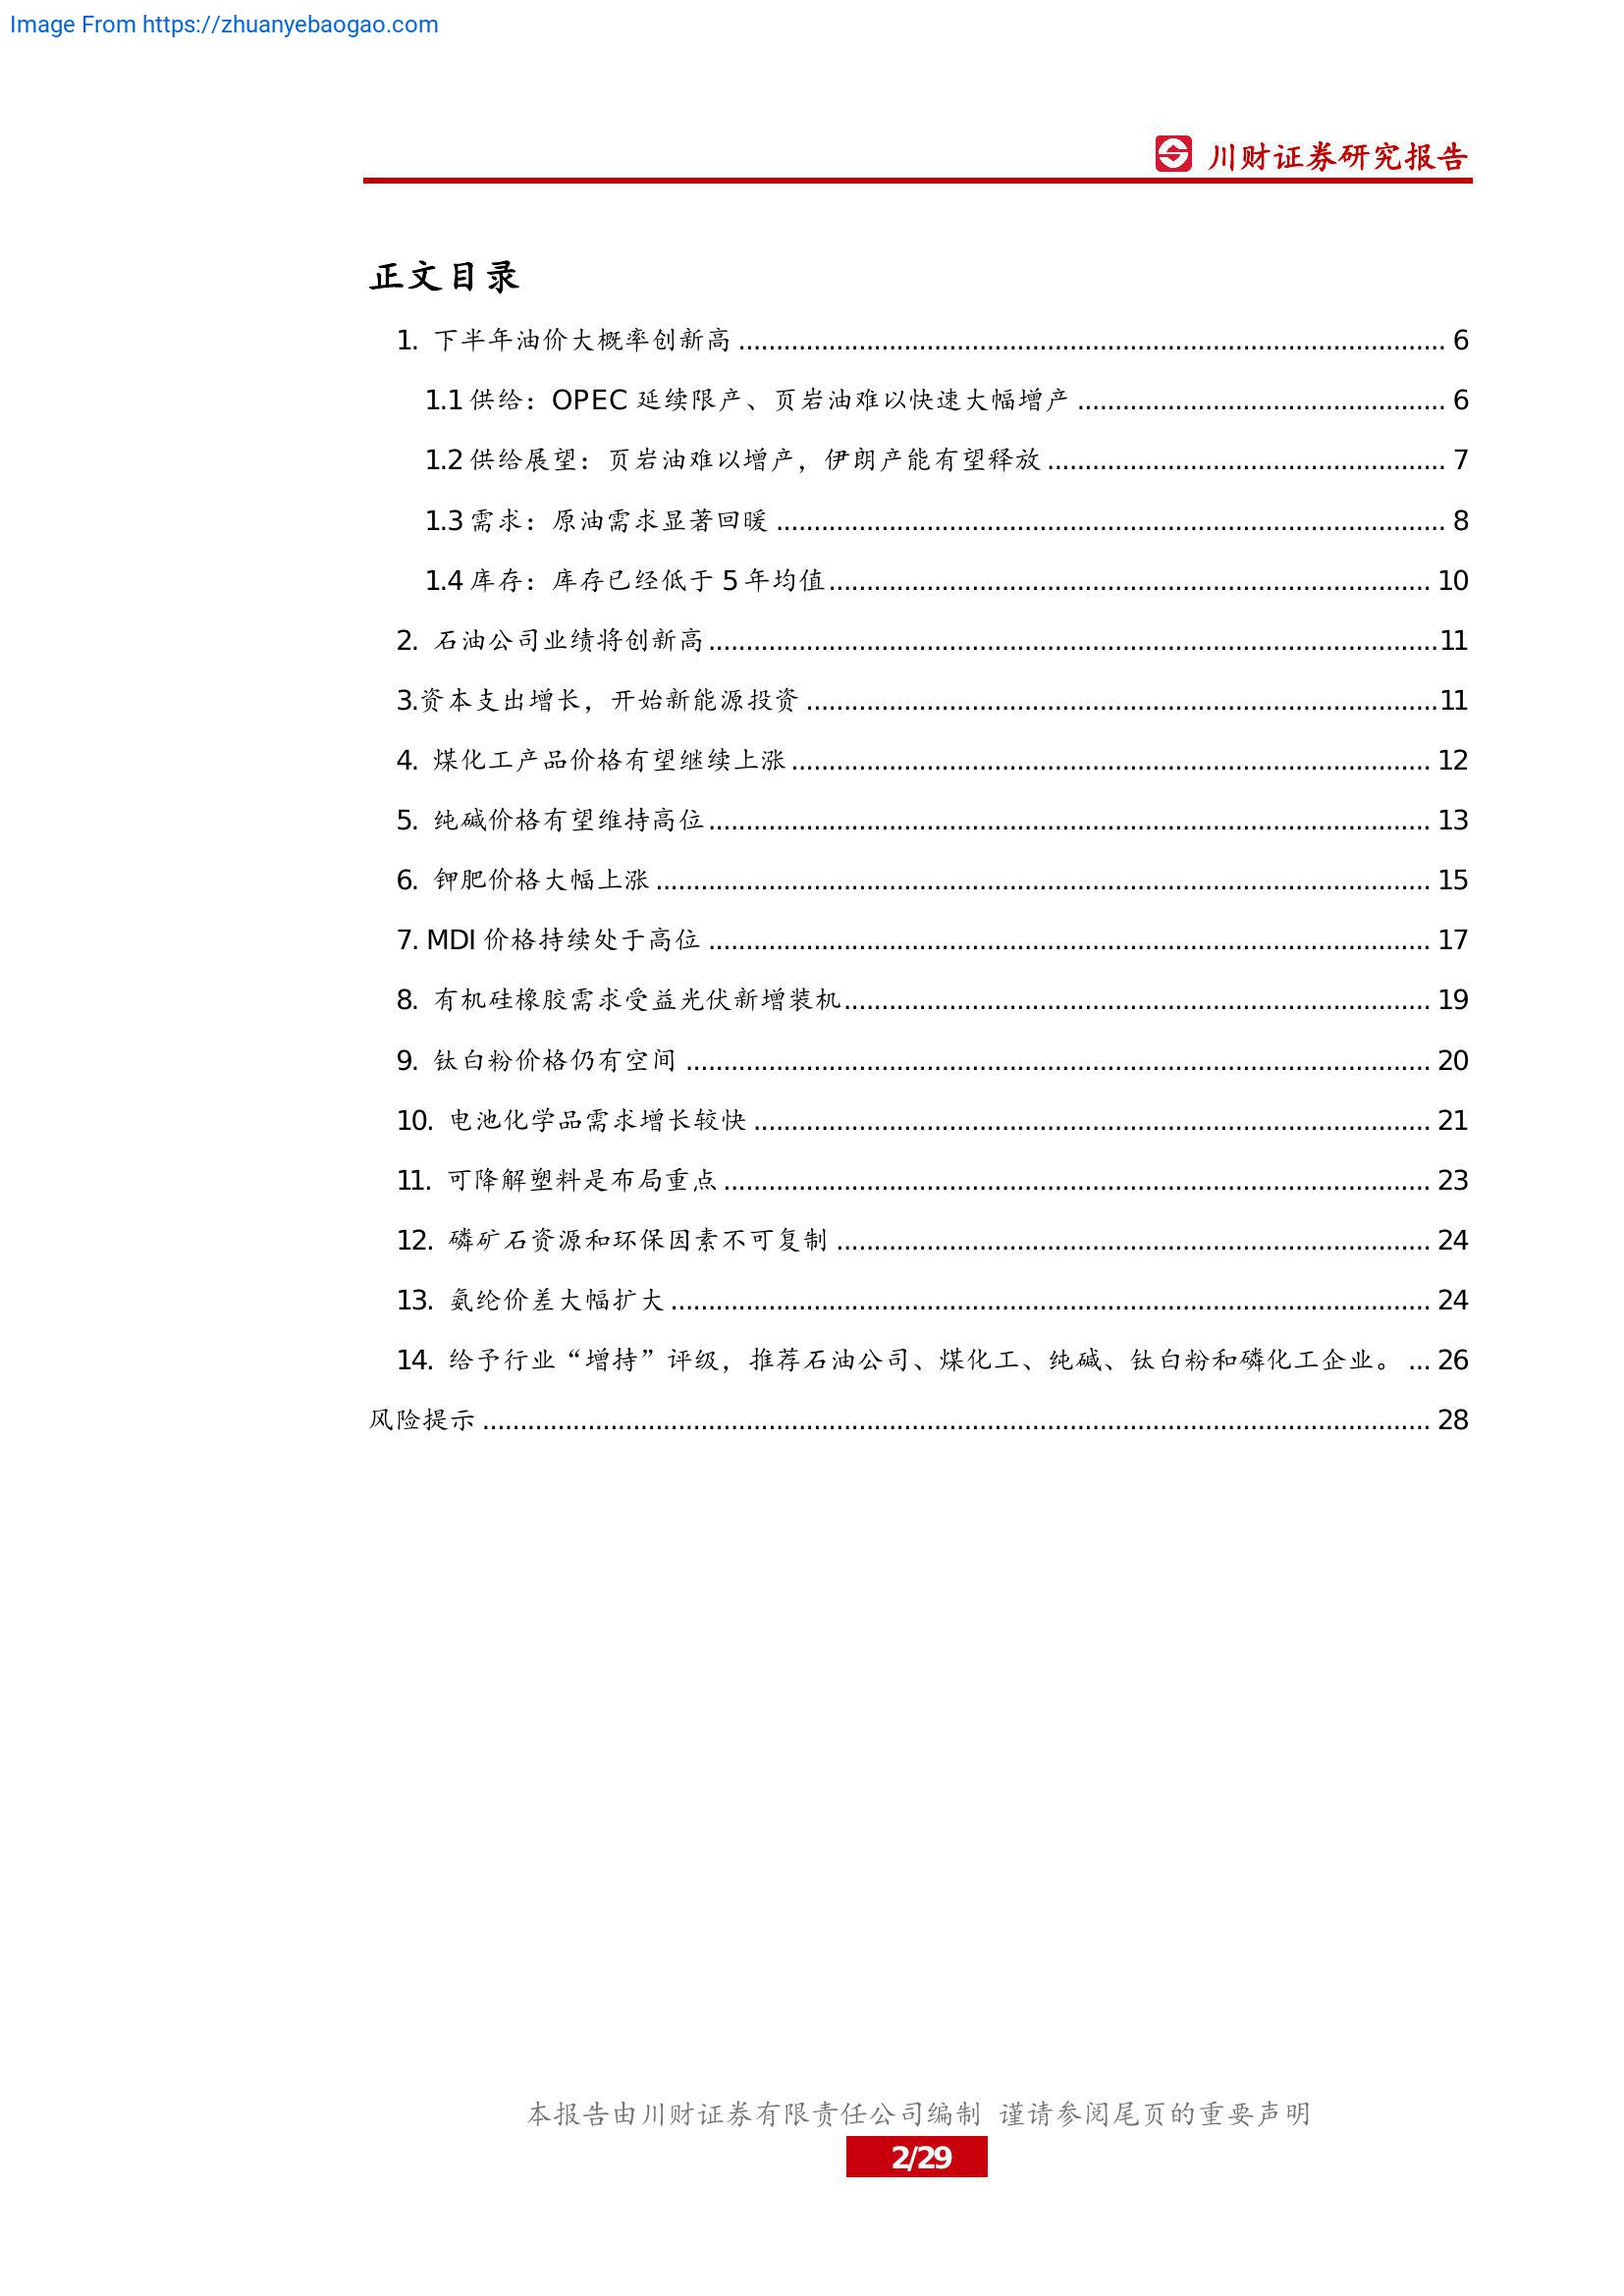 Image From https://zhuanyebaogao.com
川财证券研究报告
正文目录
1. 下半年油价大概率创新高 ........ 6
1.1 供给：OPEC 延续限产、页岩油难以快速大幅增产 ........ 6
1.2 供给展望：页岩油难以增产，伊朗产能有望释放 ........ 7
1.3 需求：原油需求显著回暖 ........ 8
1.4 库存：库存已经低于 5 年均值 ........ 10
2. 石油公司业绩将创新高 ........ 11
3.资本支出增长，开始新能源投资 ........ 11
4. 煤化工产品价格有望继续上涨 ........ 12
5. 纯碱价格有望维持高位 ........ 13
6. 钾肥价格大幅上涨 ........ 15
7. MDI 价格持续处于高位 ........ 17
8. 有机硅橡胶需求受益光伏新增装机 ........ 19
9. 钛白粉价格仍有空间 ........ 20
10. 电池化学品需求增长较快 ........ 21
11. 可降解塑料是布局重点 ........ 23
12. 磷矿石资源和环保因素不可复制 ........ 24
13. 氨纶价差大幅扩大 ........ 24
14. 给予行业“增持”评级，推荐石油公司、煤化工、纯碱、钛白粉和磷化工企业。 ... 26
风险提示 ........ 28
本报告由川财证券有限责任公司编制 谨请参阅尾页的重要声明
2/29